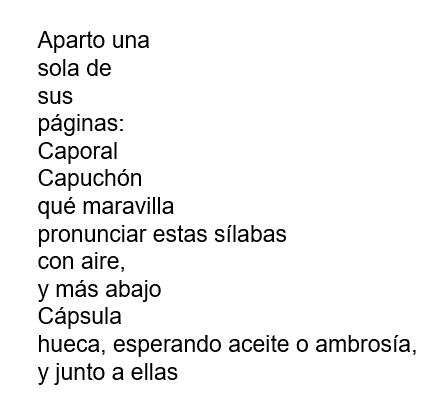 Aparto una
sola de
sus
páginas:
Caporal
Capuchón
qué maravilla
pronunciar estas sílabas
con aire,
y más abajo
Cápsula
hueca, esperando aceite o ambrosía,
y junto a ellas